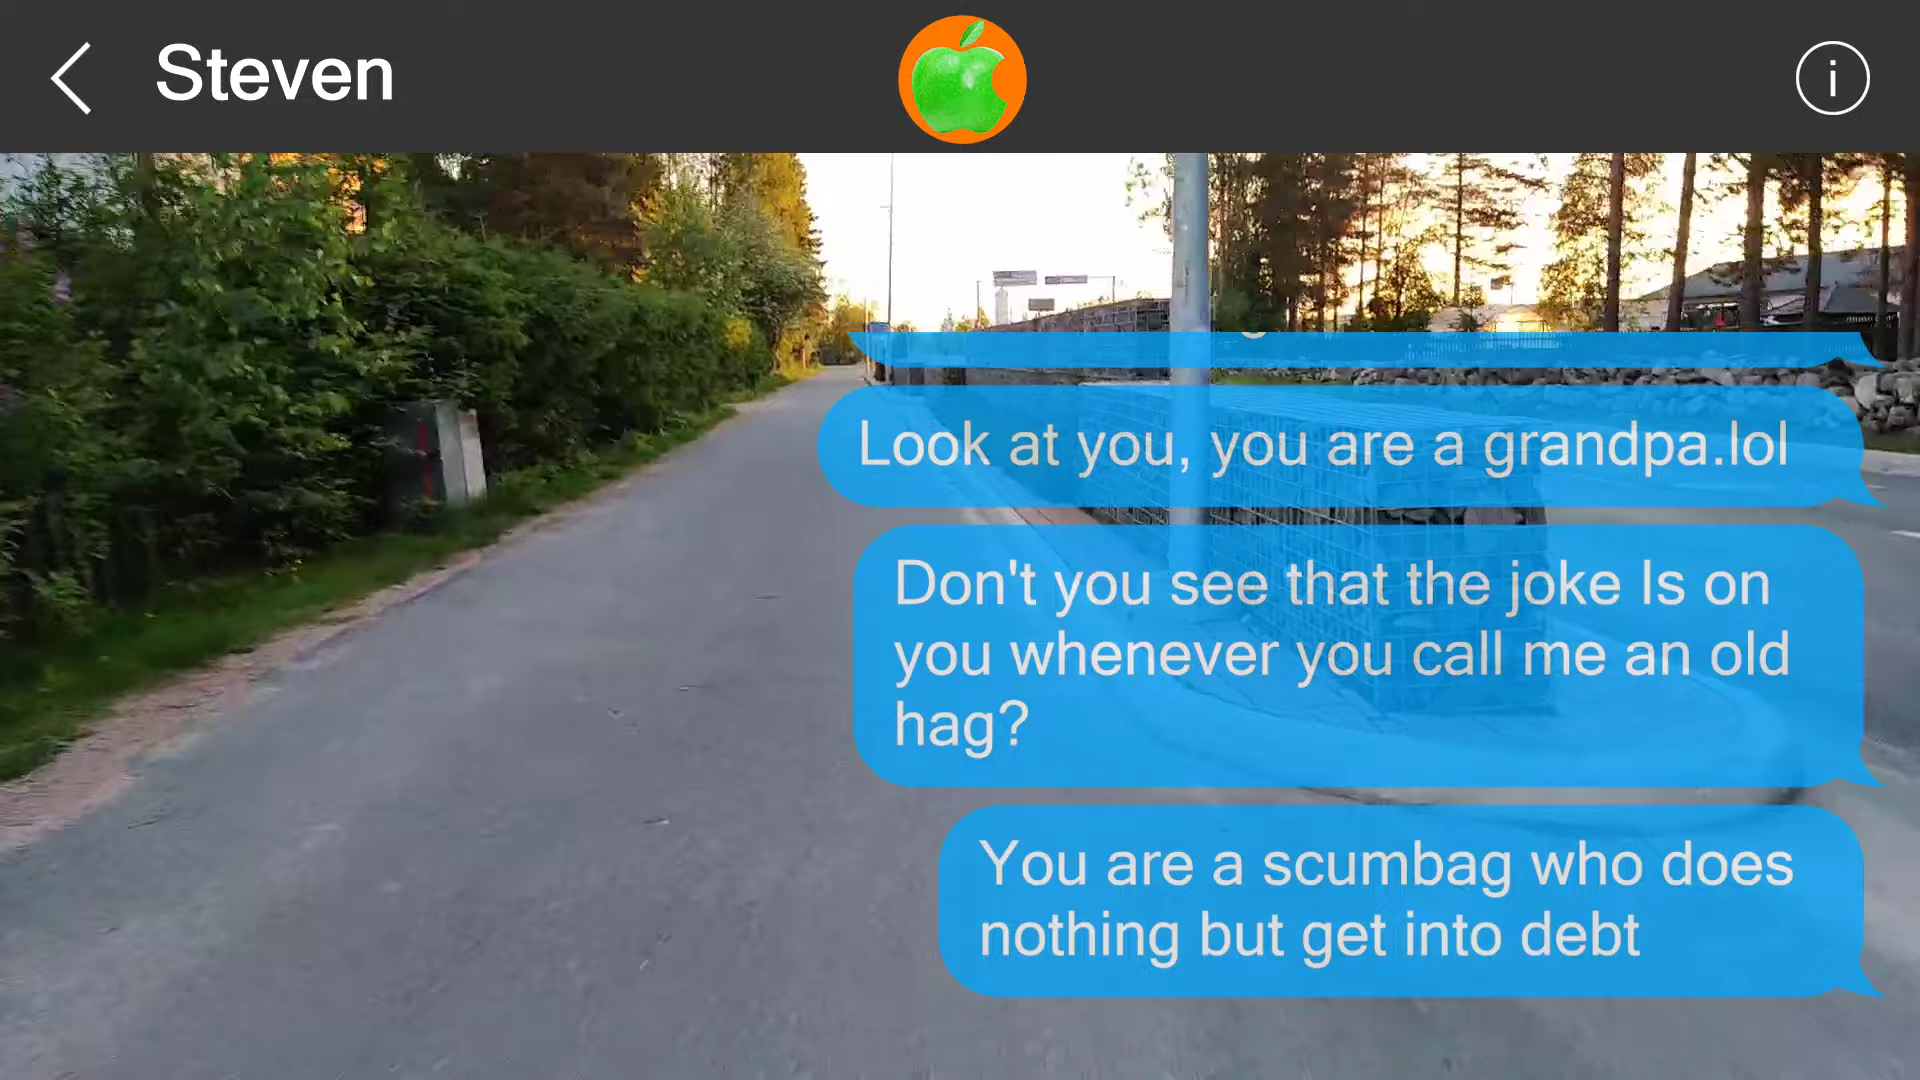 Steven
i
Look at you, you are a grandpa.lol
Don't you see that the joke Is on
you whenever you call me an old
hag?
You are a scumbag who does
nothing but get into debt